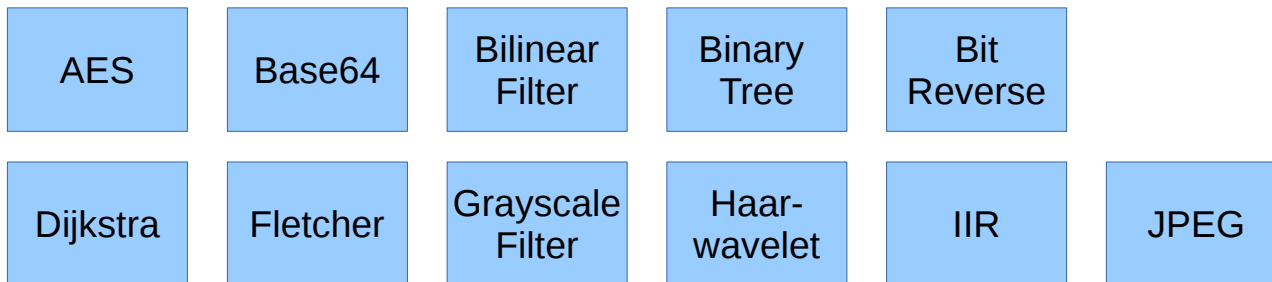 AES
Base64
Bilinear
Filter
Binary
Tree
Bit
Reverse
Dijkstra
Fletcher
Grayscale
Filter
Haar-
wavelet
IIR
JPEG